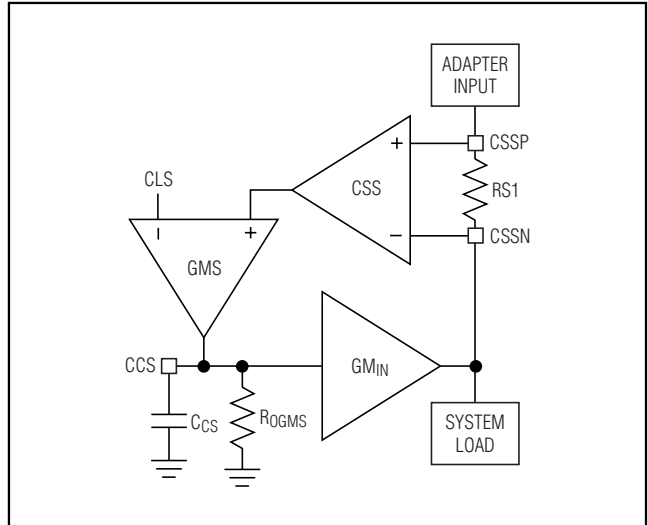 ADAPTER
INPUT
CSSP
+
CLS
CSS
RS1
− +
−
CSSN
GMS
CCS
GMIN
CCS
ROGMS
SYSTEM
LOAD